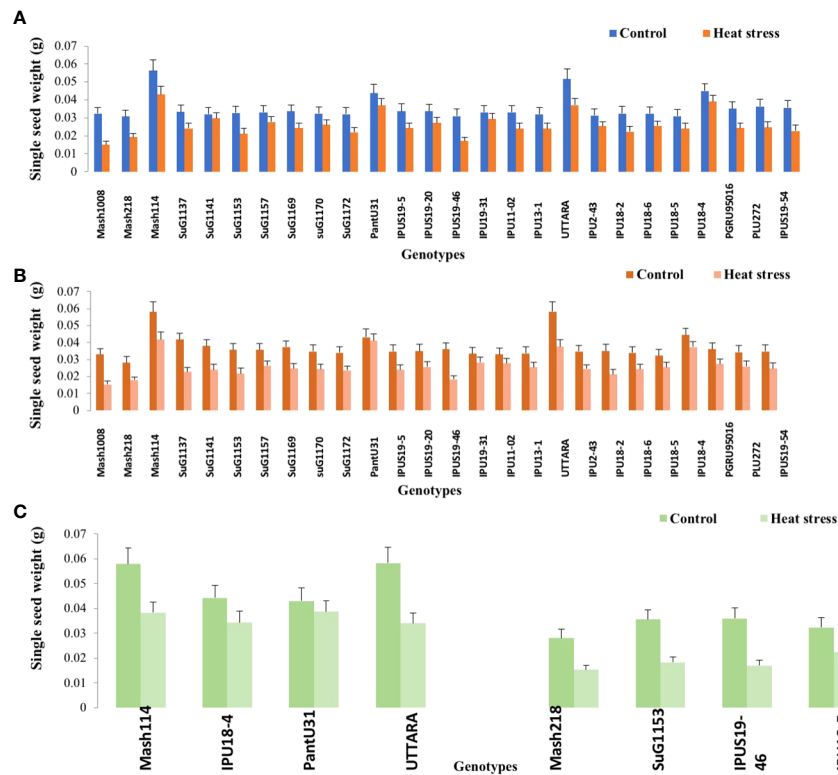 A
Control Heat stress
Single seed weight (g)
0.07
0.06
0.05
0.04
0.03
0.02
0.01
0
Mash1008
Mash218
Mash114
SuG1137
SuG1141
SuG1153
SuG1157
SuG1169
suG1170
SuG1172
PantU31
IPUS19-5
IPUS19-20
IPUS19-46
IPU19-31
IPU11-02
IPU13-1
UTTARA
IPU2-43
IPU18-2
IPU18-6
IPU18-5
IPU18-4
PGRU95016
PLU272
IPUS19-54
Genotypes
B
Control Heat stress
Single seed weight (g)
0.07
0.06
0.05
0.04
0.03
0.02
0.01
0
Mash1008
Mash218
Mash114
SuG1137
SuG1141
SuG1153
SuG1157
SuG1169
SuG1170
SuG1172
PantU31
IPUS19-5
IPUS19-20
IPUS19-46
IPU19-31
IPU11-02
IPU13-1
UTTARA
IPU2-43
IPU18-2
IPU18-6
IPU18-5
IPU18-4
PGRU95016
PLU272
IPUS19-54
Genotypes
C
Control Heat stress
Single seed weight (g)
0.07
0.06
0.05
0.04
0.03
0.02
0.01
0
Mash114
IPU18-4
PantU31
UTTARA
Mash218
SuG1153
IPUS19-
46
Genotypes